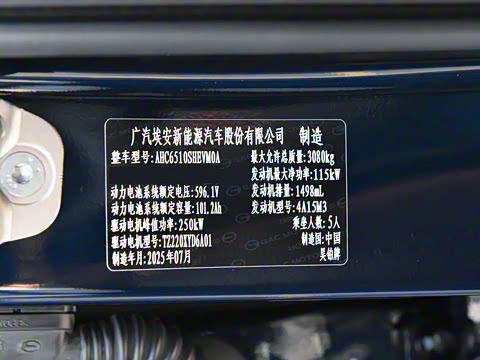 广汽埃安新能源汽车股份有限公司 制造
整车型号: AHC6510SHEVM0A 最大允许总质量: 3080kg
发动机最大净功率: 115kW
动力电池系统额定电压: 596.1V 发动机排量: 1498mL
动力电池系统额定容量: 101.2Ah 发动机型号: 4A15M3
驱动电机峰值功率: 250kW 乘坐人数: 5人
驱动电机型号: TZ220XYD6A01 制造国: 中国
制造年月: 2025年07月 昊铂牌